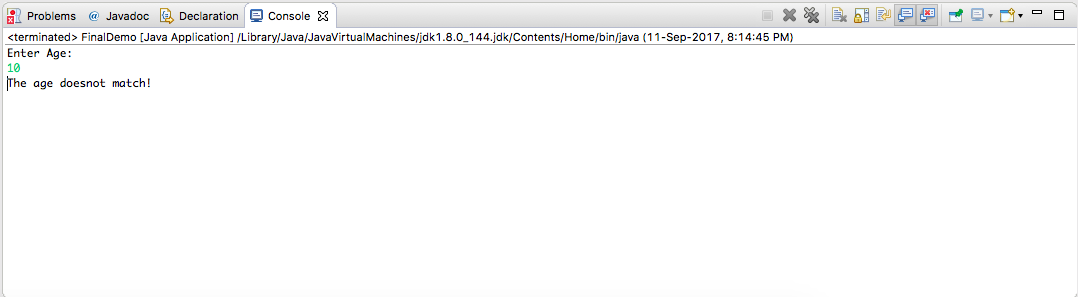 Problems @ Javadoc Declaration Console
<terminated> FinalDemo [Java Application] /Library/Java/JavaVirtualMachines/jdk1.8.0_144.jdk/Contents/Home/bin/java (11-Sep-2017, 8:14:45 PM)
Enter Age:
10
The age doesnot match!